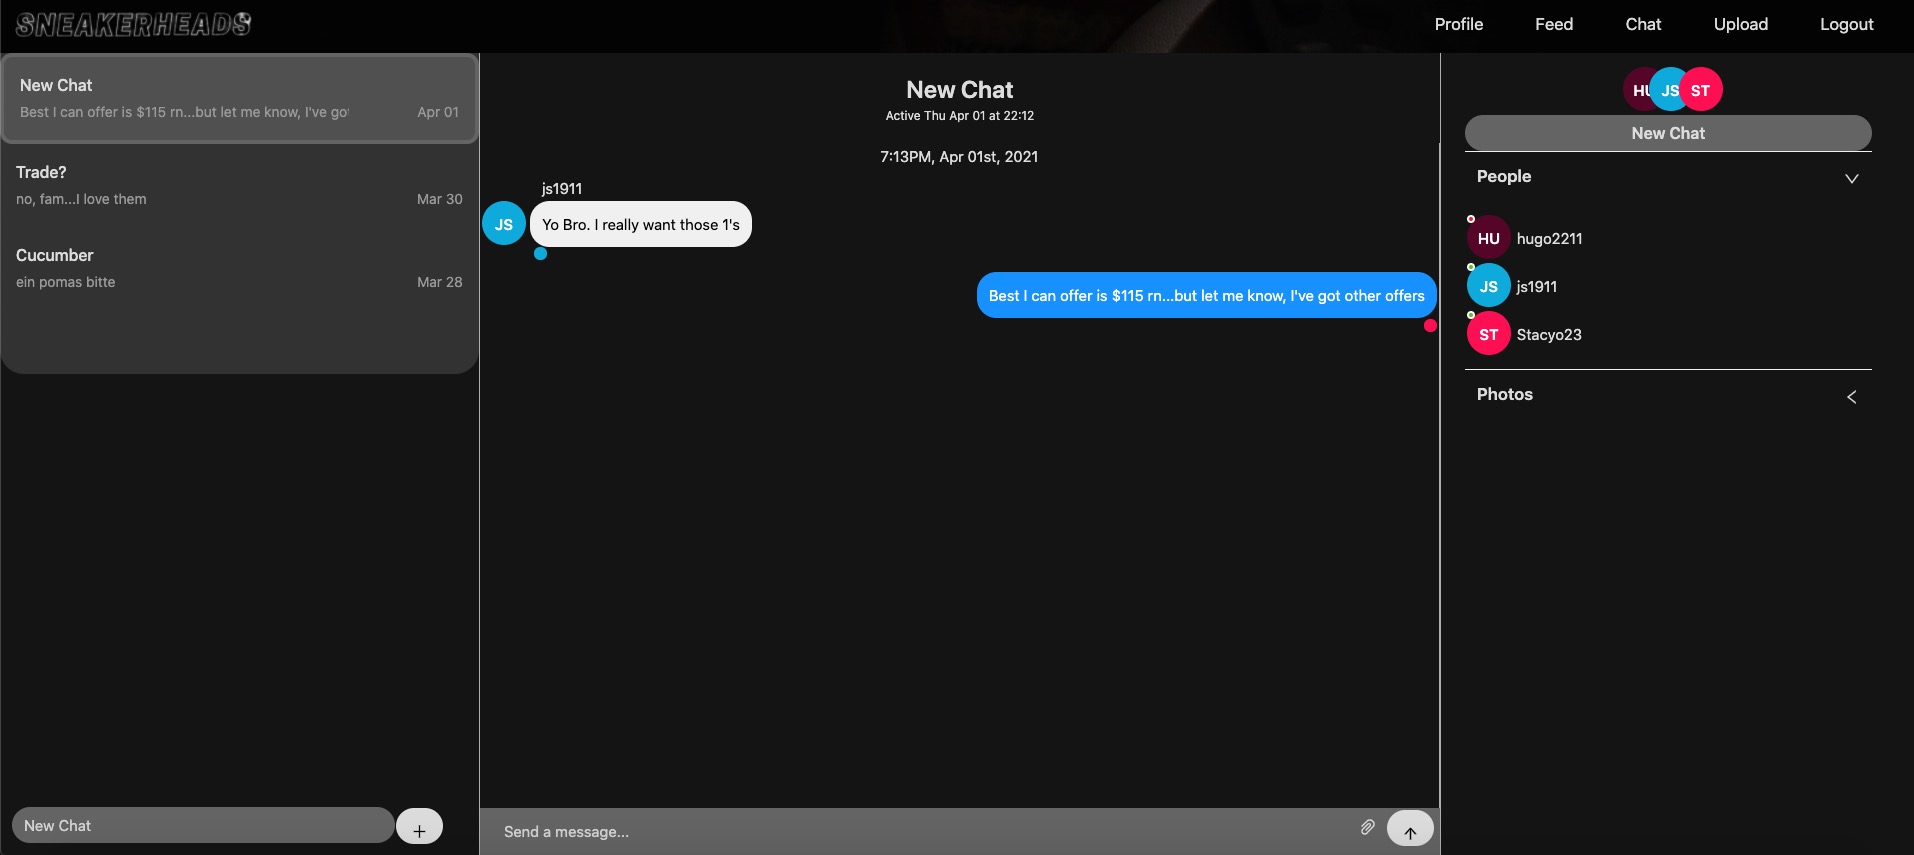 SNEAKERHEADS
Profile Feed Chat Upload Logout
New Chat
Best I can offer is $115 rn...but let me know, I've got Apr 01
Trade?
no, fam...I love them Mar 30
Cucumber
ein pomas bitte Mar 28
New Chat
+
New Chat
Active Thu Apr 01 at 22:12
7:13PM, Apr 01st, 2021
js1911
JS Yo Bro. I really want those 1's
Best I can offer is $115 rn...but let me know, I've got other offers
Send a message...
HU JS ST
New Chat
People
HU hugo2211
JS js1911
ST Stacyo23
Photos